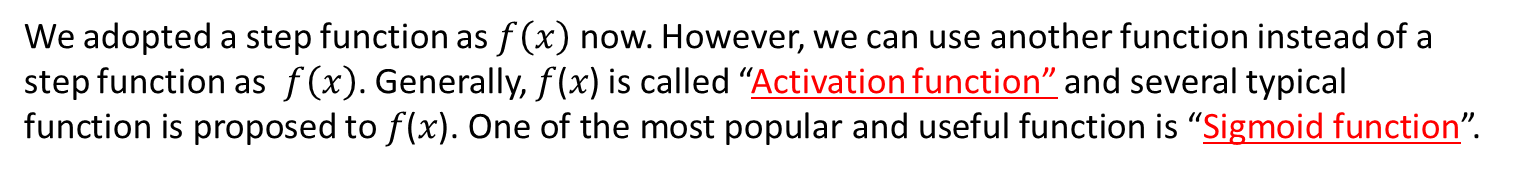 We adopted a step function as f(x) now. However, we can use another function instead of a
step function as f(x). Generally, f(x) is called “Activation function” and several typical
function is proposed to f(x). One of the most popular and useful function is “Sigmoid function”.